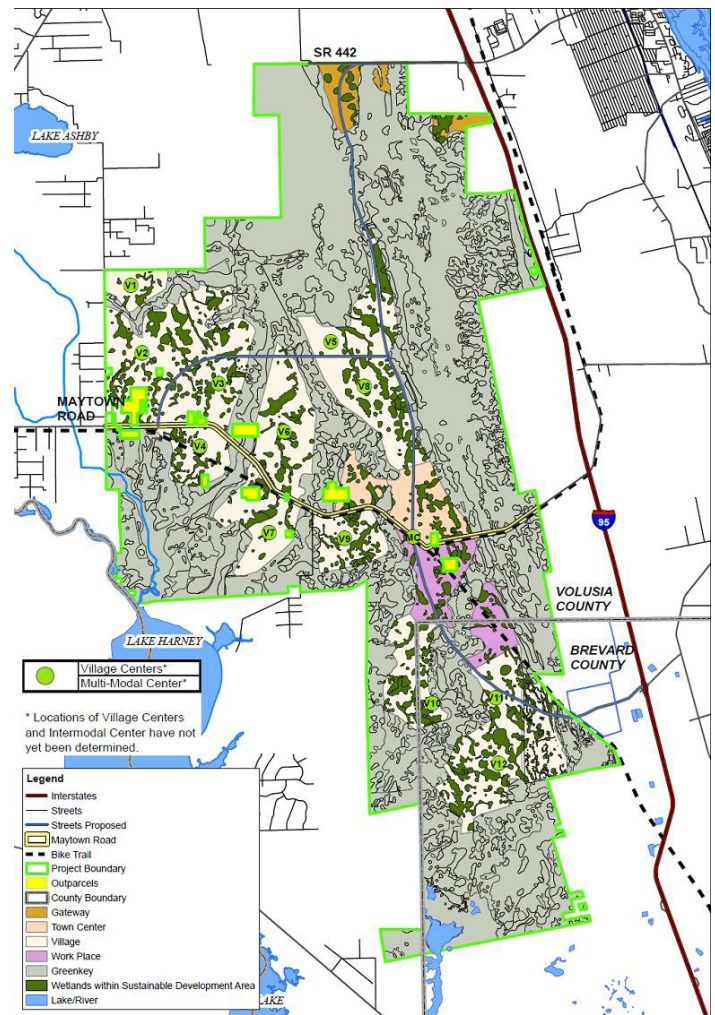 SR 442
LAKE ASHBY
V1
V2
V5
V3
V8
MAYTOWN
ROAD
V6
V4
95
V7
V9
MC
VOLUSIA
COUNTY
LAKE HARNEY
BREVARD
COUNTY
Village Centers*
Multi-Modal Center*
V10
V11
* Locations of Village Centers
and Intermodal Center have not
yet been determined.
V12
Legend
Interstates
Streets
Streets Proposed
Maytown Road
Bike Trail
Project Boundary
Outparcels
County Boundary
Gateway
Town Center
Village
Work Place
Greenkey
Wetlands within Sustainable Development Area
Lake/River
LAKE